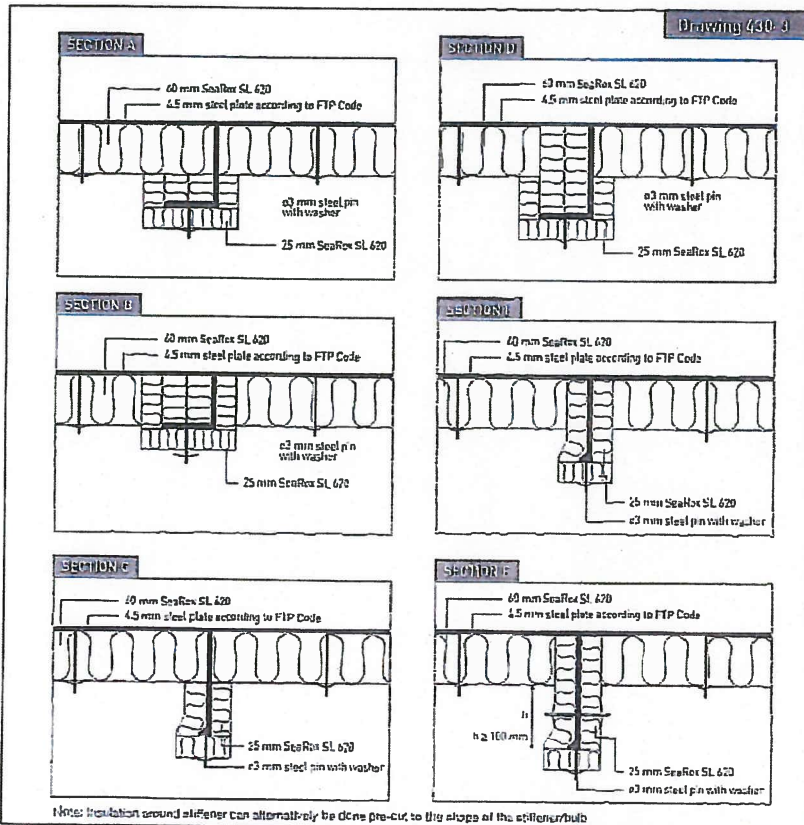 Drawing 430-3
SECTION A
60 mm SeaRox SL 620
4.5 mm steel plate according to FTP Code
ø3 mm steel pin
with washer
25 mm SeaRox SL 620
SECTION D
60 mm SeaRox SL 620
4.5 mm steel plate according to FTP Code
ø3 mm steel pin
with washer
25 mm SeaRox SL 620
SECTION B
60 mm SeaRox SL 620
4.5 mm steel plate according to FTP Code
ø3 mm steel pin
with washer
25 mm SeaRox SL 620
SECTION E
60 mm SeaRox SL 620
4.5 mm steel plate according to FTP Code
25 mm SeaRox SL 620
ø3 mm steel pin with washer
SECTION C
60 mm SeaRox SL 620
4.5 mm steel plate according to FTP Code
25 mm SeaRox SL 620
ø3 mm steel pin with washer
SECTION F
60 mm SeaRox SL 620
4.5 mm steel plate according to FTP Code
h
h ≥ 100 mm
25 mm SeaRox SL 620
ø3 mm steel pin with washer
Note: Insulation around stiffener can alternatively be done pre-cut to the shape of the stiffener/bulb